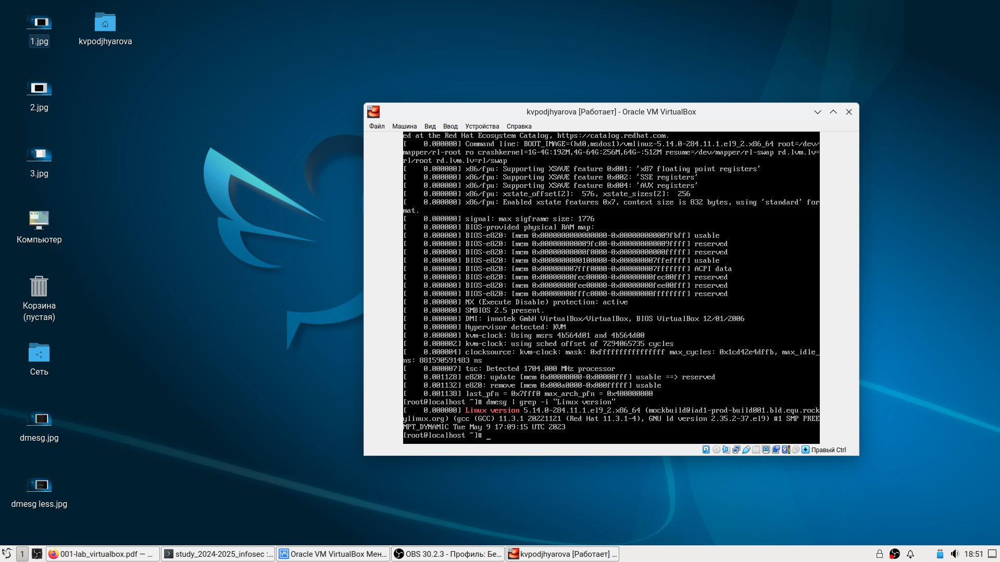 1.jpg
kvpodjhyarova
2.jpg
3.jpg
Компьютер
Корзина
(пустая)
Сеть
dmesg.jpg
dmesg less.jpg
kvpodjhyarova [Работает] - Oracle VM VirtualBox
Файл Машина Вид Ввод Устройства Справка
ed at the Red Hat Ecosystem Catalog, https://catalog.redhat.com.
[    0.000000] Command line: BOOT_IMAGE=(hd0,msdos1)/vmlinuz-5.14.0-284.11.1.el9_2.x86_64 root=/dev/
mapper/rl-root ro crashkernel=1G-4G:192M,4G-64G:256M,64G-:512M resume=/dev/mapper/rl-swap rd.lvm.lv=
rl/root rd.lvm.lv=rl/swap
[    0.000000] x86/fpu: Supporting XSAVE feature 0x001: 'x87 floating point registers'
[    0.000000] x86/fpu: Supporting XSAVE feature 0x002: 'SSE registers'
[    0.000000] x86/fpu: Supporting XSAVE feature 0x004: 'AVX registers'
[    0.000000] x86/fpu: xstate_offset[2]:  576, xstate_sizes[2]:  256
[    0.000000] x86/fpu: Enabled xstate features 0x7, context size is 832 bytes, using 'standard' for
mat.
[    0.000000] signal: max sigframe size: 1776
[    0.000000] BIOS-provided physical RAM map:
[    0.000000] BIOS-e820: [mem 0x0000000000000000-0x000000000009fbff] usable
[    0.000000] BIOS-e820: [mem 0x000000000009fc00-0x000000000009ffff] reserved
[    0.000000] BIOS-e820: [mem 0x00000000000f0000-0x00000000000fffff] reserved
[    0.000000] BIOS-e820: [mem 0x0000000000100000-0x000000007ffeffff] usable
[    0.000000] BIOS-e820: [mem 0x000000007fff0000-0x000000007fffffff] ACPI data
[    0.000000] BIOS-e820: [mem 0x00000000fec00000-0x00000000fec00fff] reserved
[    0.000000] BIOS-e820: [mem 0x00000000fee00000-0x00000000fee00fff] reserved
[    0.000000] BIOS-e820: [mem 0x00000000fffc0000-0x00000000ffffffff] reserved
[    0.000000] NX (Execute Disable) protection: active
[    0.000000] SMBIOS 2.5 present.
[    0.000000] DMI: innotek GmbH VirtualBox/VirtualBox, BIOS VirtualBox 12/01/2006
[    0.000000] Hypervisor detected: KVM
[    0.000000] kvm-clock: Using msrs 4b564d01 and 4b564d00
[    0.000002] kvm-clock: using sched offset of 7294065735 cycles
[    0.000004] clocksource: kvm-clock: mask: 0xffffffffffffffff max_cycles: 0x1cd42e4dffb, max_idle_
ns: 881590591483 ns
[    0.000007] tsc: Detected 1704.000 MHz processor
[    0.001128] e820: update [mem 0x00000000-0x00000fff] usable ==> reserved
[    0.001132] e820: remove [mem 0x000a0000-0x000fffff] usable
[    0.001138] last_pfn = 0x7fff0 max_arch_pfn = 0x400000000
[root@localhost ~]# dmesg | grep -i "Linux version"
[    0.000000] Linux version 5.14.0-284.11.1.el9_2.x86_64 (mockbuild@iad1-prod-build001.bld.equ.rock
ylinux.org) (gcc (GCC) 11.3.1 20221121 (Red Hat 11.3.1-4), GNU ld version 2.35.2-37.el9) #1 SMP PREE
MPT_DYNAMIC Tue May 9 17:09:15 UTC 2023
[root@localhost ~]# _
Правый Ctrl
1 001-lab_virtualbox.pdf — ... study_2024-2025_infosec :... Oracle VM VirtualBox Мен... OBS 30.2.3 - Профиль: Бе... kvpodjhyarova [Работает] ... 18:51